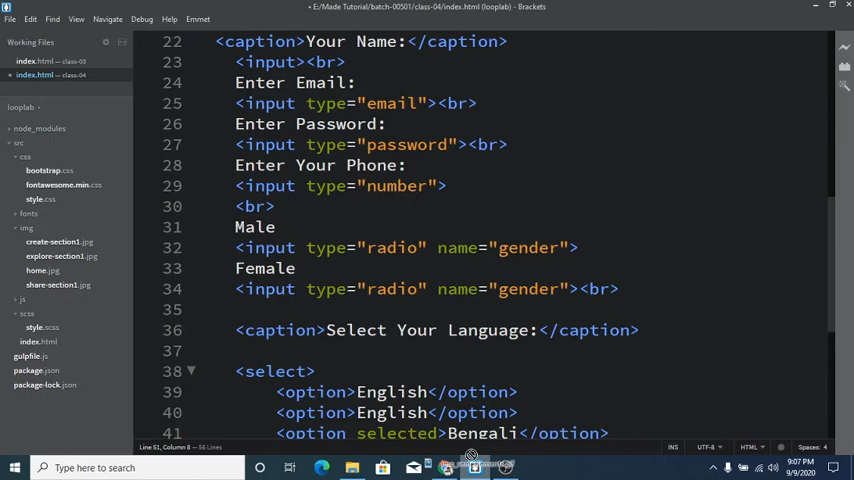 • E:/Made Tutorial/batch-00501/class-04/index.html (looplab) - Brackets
File Edit Find View Navigate Debug Help Emmet
Working Files
index.html — class-03
• index.html — class-04
looplab
node_modules
src
css
bootstrap.css
fontawesome.min.css
style.css
fonts
img
create-section1.jpg
explore-section1.jpg
home.jpg
share-section1.jpg
js
scss
style.scss
index.html
gulpfile.js
package.json
package-lock.json
22 <caption>Your Name:</caption>
23 <input><br>
24 Enter Email:
25 <input type="email"><br>
26 Enter Password:
27 <input type="password"><br>
28 Enter Your Phone:
29 <input type="number">
30 <br>
31 Male
32 <input type="radio" name="gender">
33 Female
34 <input type="radio" name="gender"><br>
35
36 <caption>Select Your Language:</caption>
37
38 <select>
39 <option>English</option>
40 <option>English</option>
41 <option selected>Bengali</option>
Line 51, Column 8 — 56 Lines
INS UTF-8 HTML Spaces: 4
Type here to search
9:07 PM
9/9/2020